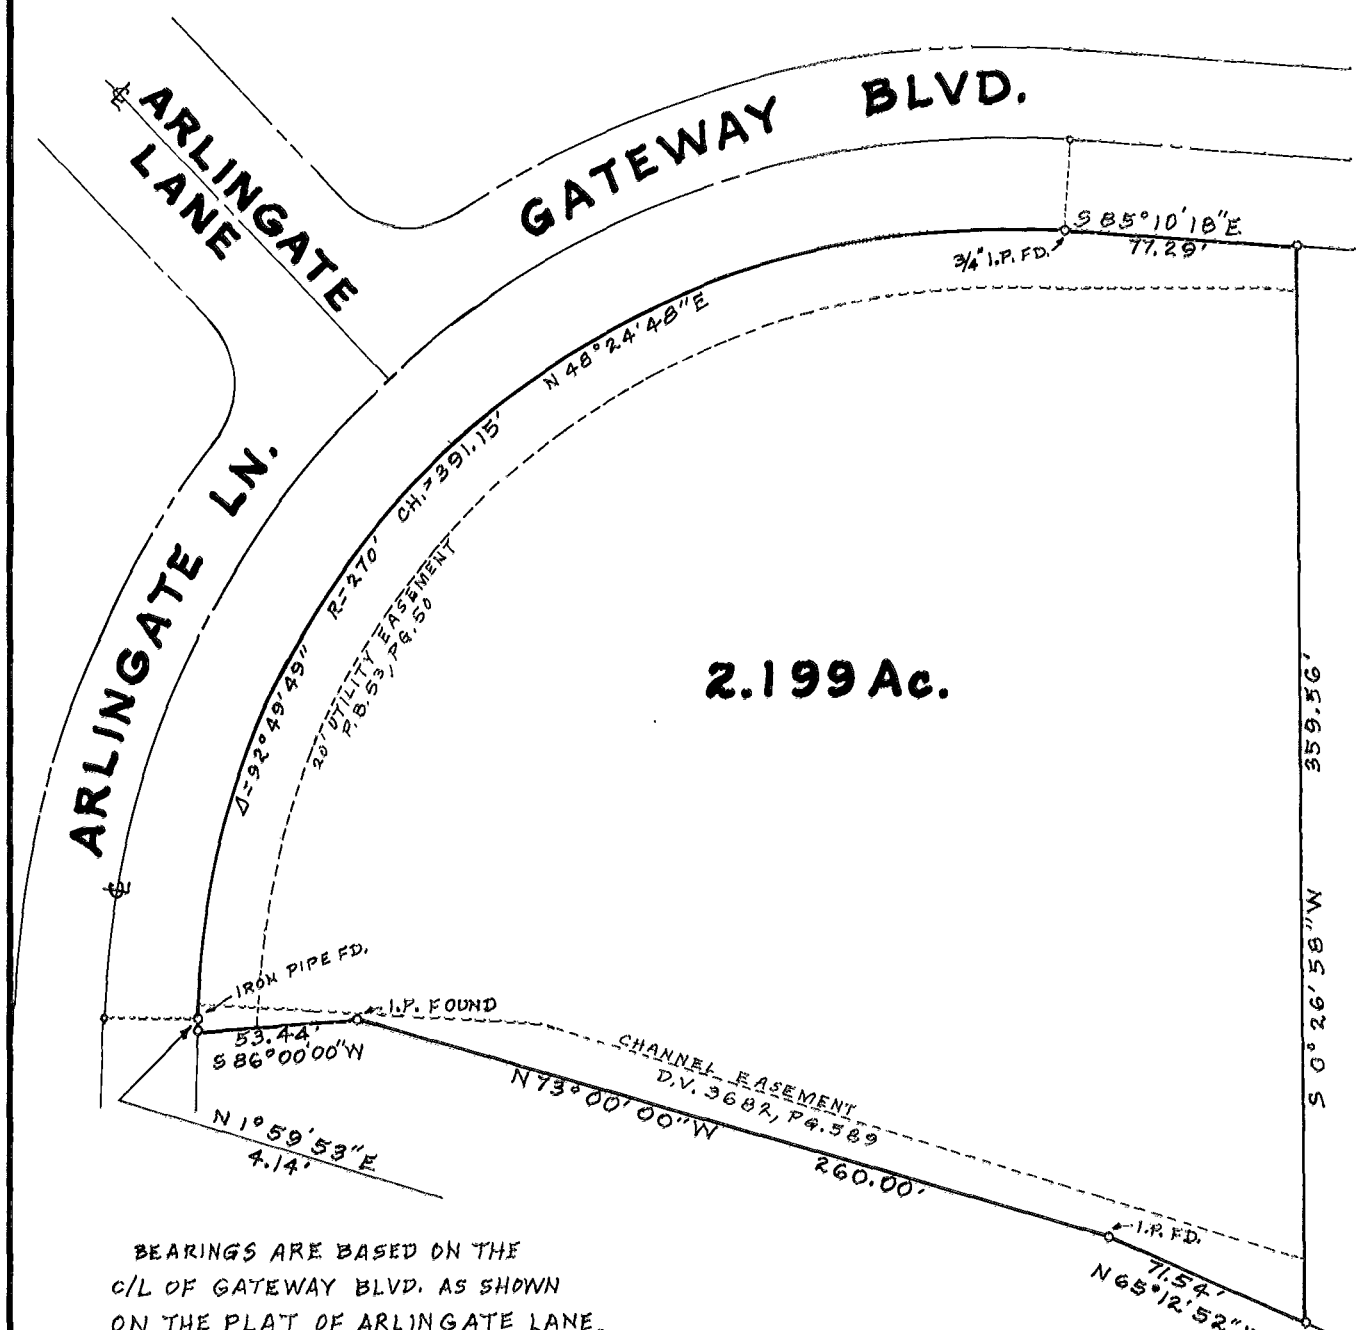 GATEWAY BLVD.
ARLINGATE
LANE
S 85°10'18"E
77.29'
3/4" I.P. FD.
N 48°24'48"E
CH.=391.15'
R=270'
Δ=92°49'49"
ARLINGATE LN.
20' UTILITY EASEMENT
P.B. 53, PG. 50
2.199 Ac.
359.56'
S 0°26'58"W
IRON PIPE FD.
I.P. FOUND
53.44'
S 86°00'00"W
CHANNEL EASEMENT
D.V. 3682, PG. 589
N 73°00'00"W
260.00'
N 1°59'53"E
4.14'
I.P. FD.
71.54'
N 65°12'52"
BEARINGS ARE BASED ON THE
C/L OF GATEWAY BLVD. AS SHOWN
ON THE PLAT OF ARLINGATE LANE.